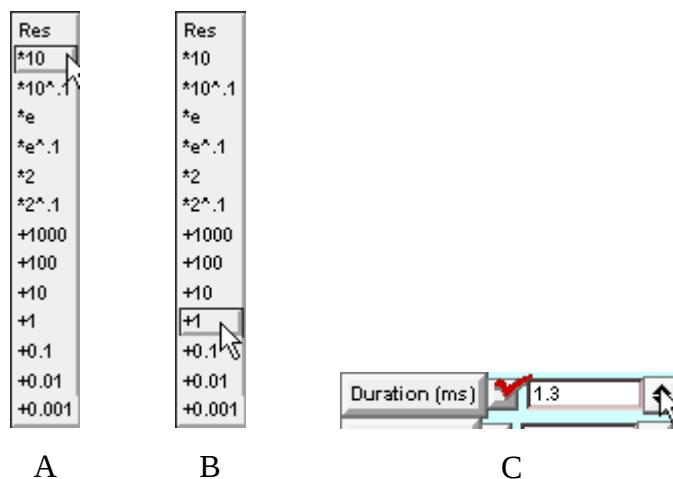 Res
*10
*10^.1
*e
*e^.1
*2
*2^.1
+1000
+100
+10
+1
+0.1
+0.01
+0.001
A
Res
*10
*10^.1
*e
*e^.1
*2
*2^.1
+1000
+100
+10
+1
+0.1
+0.01
+0.001
B
Duration (ms) 1.3
C